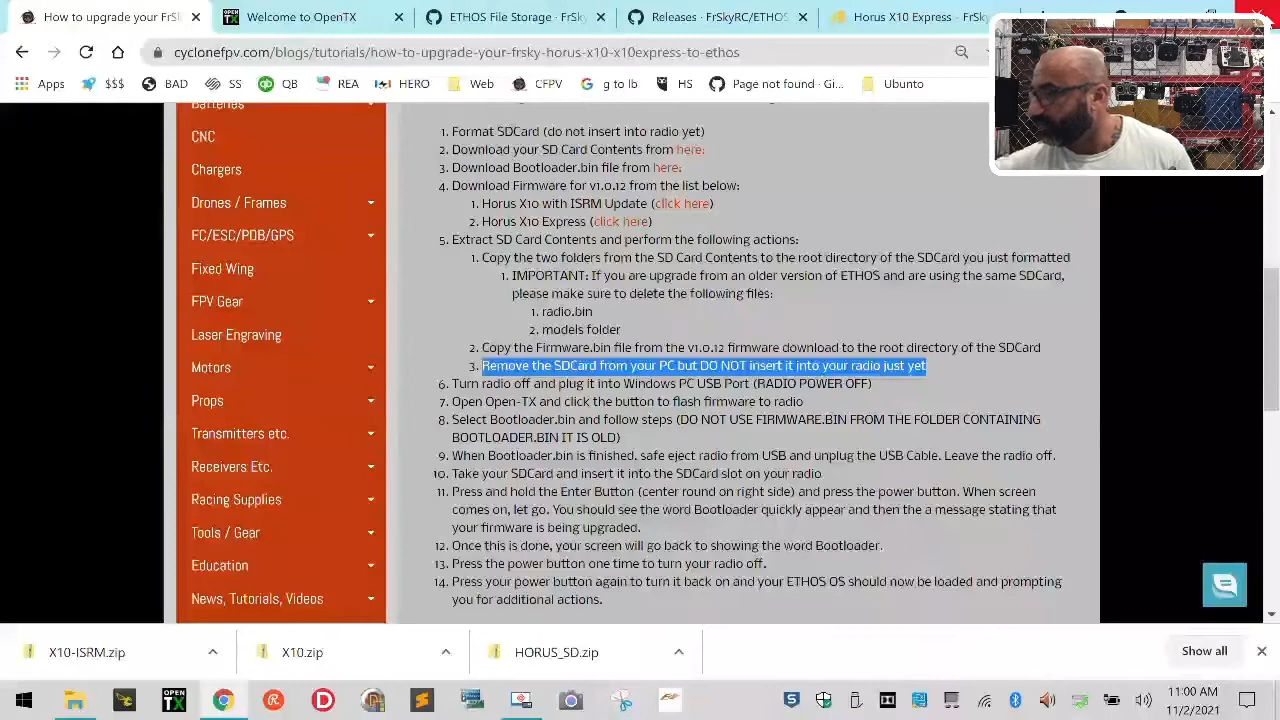 How to upgrade your FrS
Welcome to OpenTX
ETHOS File Storage - FrSky
Releases · FrSkyRC/ETHOS
Horus X10 Express - FrSky
cyclonefpv.com/blogs/tutorials/how-to-upgrade-your-frsky-horus-x10-x10express-to-ethos
Apps
$$$
BAD
SS
QB
REA
Web
g to lb
HS
Page not found · Gi...
Ubuntu
Batteries
CNC
Chargers
Drones / Frames
FC/ESC/PDB/GPS
Fixed Wing
FPV Gear
Laser Engraving
Motors
Props
Transmitters etc.
Receivers Etc.
Racing Supplies
Tools / Gear
Education
News, Tutorials, Videos
1. Format SDCard (do not insert into radio yet)
2. Download your SD Card Contents from here:
3. Download Bootloader.bin file from here:
4. Download Firmware for v1.0.12 from the list below:
1. Horus X10 with ISRM Update (click here)
2. Horus X10 Express (click here)
5. Extract SD Card Contents and perform the following actions:
1. Copy the two folders from the SD Card Contents to the root directory of the SDCard you just formatted
1. IMPORTANT: If you are upgrade from an older version of ETHOS and are using the same SDCard,
please make sure to delete the following files:
1. radio.bin
2. models folder
2. Copy the Firmware.bin file from the v1.0.12 firmware download to the root directory of the SDCard
3. Remove the SDCard from your PC but DO NOT insert it into your radio just yet
6. Turn radio off and plug it into Windows PC USB Port (RADIO POWER OFF)
7. Open Open-TX and click the button to flash firmware to radio
8. Select Bootloader.bin and follow steps (DO NOT USE FIRMWARE.BIN FROM THE FOLDER CONTAINING
BOOTLOADER.BIN IT IS OLD)
9. When Bootloader.bin is finished, safe eject radio from USB and unplug the USB Cable. Leave the radio off.
10. Take your SDCard and insert it into the SDCard slot on your radio
11. Press and hold the Enter Button (center round on right side) and press the power button. When screen
comes on, let go. You should see the word Bootloader quickly appear and then the a message stating that
your firmware is being upgrade.
12. Once this is done, your screen will go back to showing the word Bootloader.
13. Press the power button one time to turn your radio off.
14. Press your power button again to turn it back on and your ETHOS OS should now be loaded and prompting
you for additional actions.
X10-ISRM.zip
X10.zip
HORUS_SD.zip
Show all
OPEN
TX
11:00 AM
11/2/2021